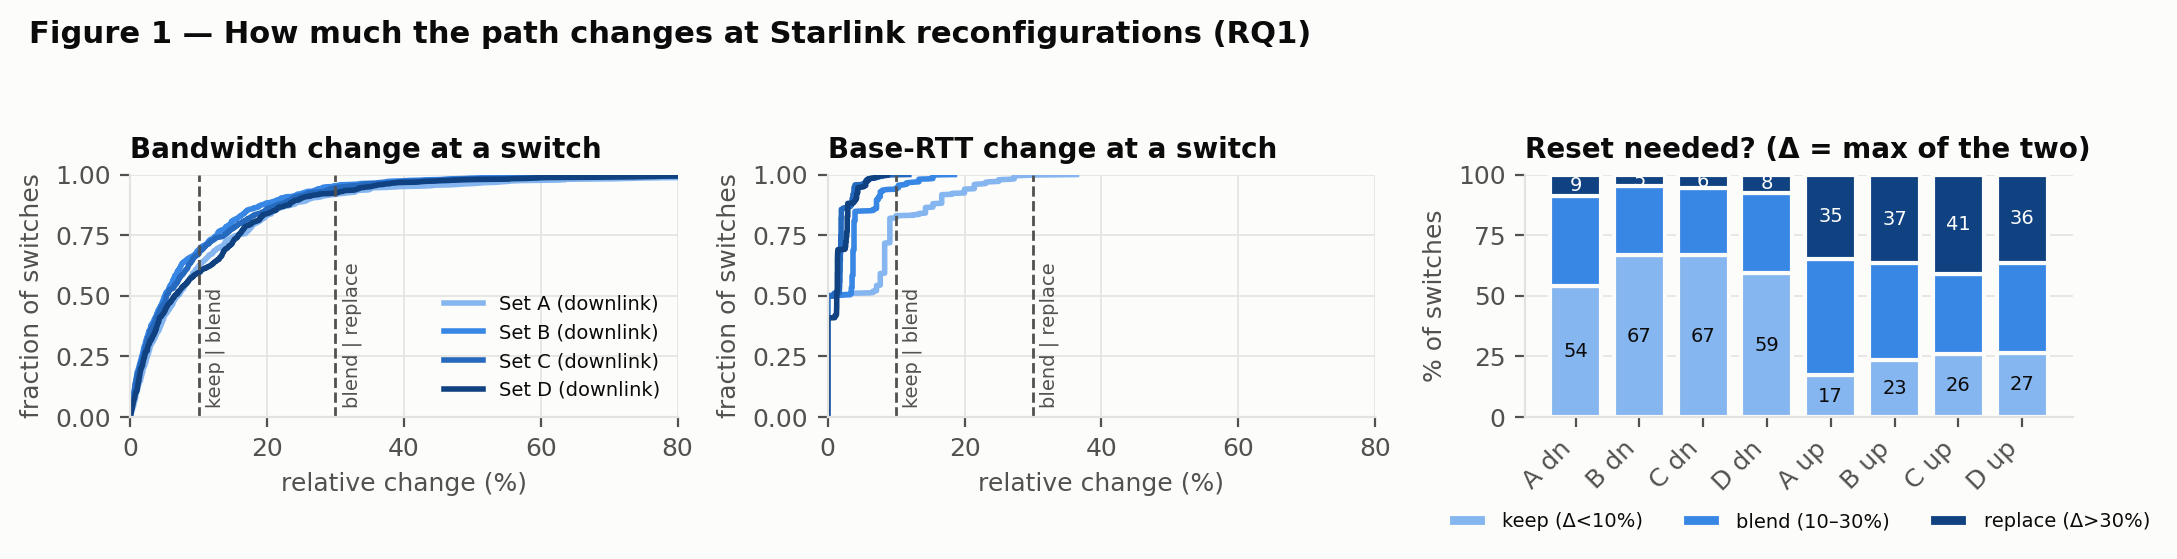 Figure 1 — How much the path changes at Starlink reconfigurations (RQ1)
Bandwidth change at a switch
fraction of switches
1.00
0.75
0.50
0.25
0.00
keep | blend
blend | replace
Set A (downlink)
Set B (downlink)
Set C (downlink)
Set D (downlink)
0 20 40 60 80
relative change (%)
Base-RTT change at a switch
fraction of switches
1.00
0.75
0.50
0.25
0.00
keep | blend
blend | replace
0 20 40 60 80
relative change (%)
Reset needed? (Δ = max of the two)
% of switches
100
75
50
25
0
9 5 6 8 35 37 41 36
54 67 67 59 17 23 26 27
A dn B dn C dn D dn A up B up C up D up
keep (Δ<10%) blend (10–30%) replace (Δ>30%)